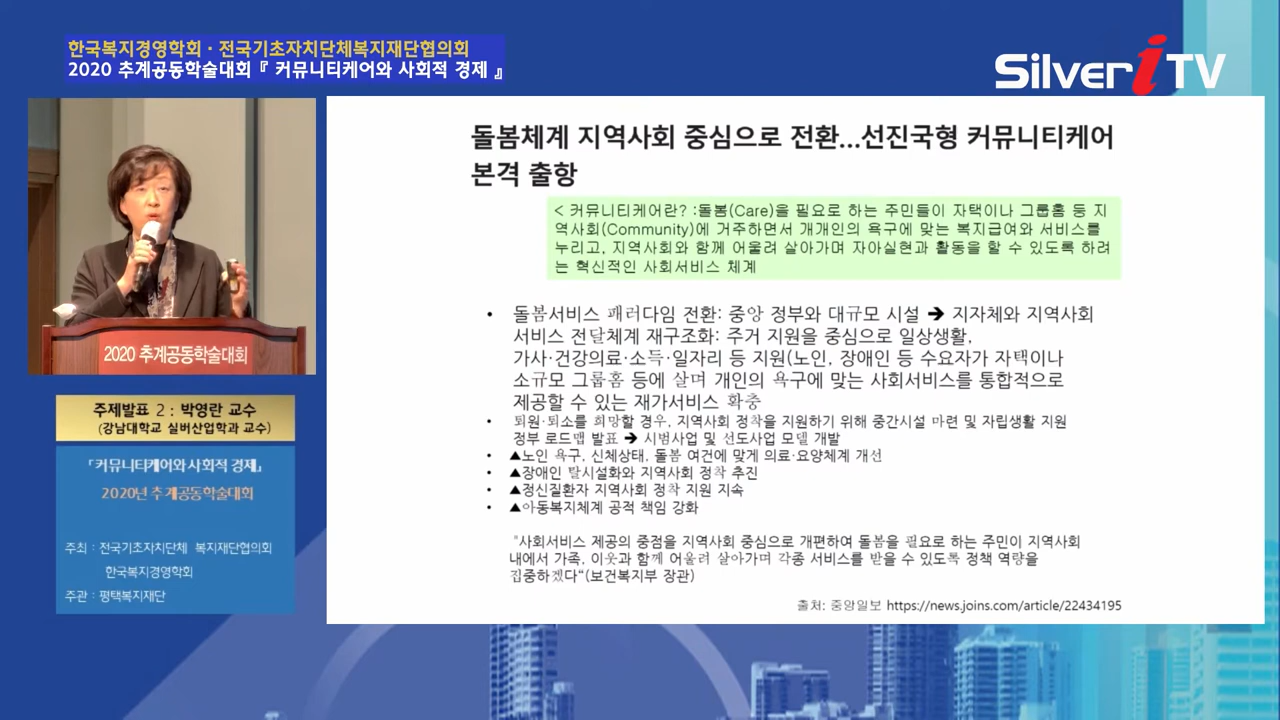 한국복지경영학회 · 전국기초자치단체복지재단협의회
2020 추계공동학술대회 『 커뮤니티케어와 사회적 경제 』
SilveriTV
돌봄체계 지역사회 중심으로 전환...선진국형 커뮤니티케어
본격 출항
< 커뮤니티케어란? :돌봄(Care)을 필요로 하는 주민들이 자택이나 그룹홈 등 지
역사회(Community)에 거주하면서 개개인의 욕구에 맞는 복지급여와 서비스를
누리고, 지역사회와 함께 어울려 살아가며 자아실현과 활동을 할 수 있도록 하려
는 혁신적인 사회서비스 체계
• 돌봄서비스 패러다임 전환: 중앙 정부와 대규모 시설 → 지자체와 지역사회
서비스 전달체계 재구조화: 주거 지원을 중심으로 일상생활,
가사·건강의료·소득·일자리 등 지원(노인, 장애인 등 수요자가 자택이나
소규모 그룹홈 등에 살며 개인의 욕구에 맞는 사회서비스를 통합적으로
제공할 수 있는 재가서비스 확충
• 퇴원·퇴소를 희망할 경우, 지역사회 정착을 지원하기 위해 중간시설 마련 및 자립생활 지원
정부 로드맵 발표 → 시범사업 및 선도사업 모델 개발
• ▲노인 욕구, 신체상태, 돌봄 여건에 맞게 의료·요양체계 개선
• ▲장애인 탈시설화와 지역사회 정착 추진
• ▲정신질환자 지역사회 정착 지원 지속
• ▲아동복지체계 공적 책임 강화
"사회서비스 제공의 중점을 지역사회 중심으로 개편하여 돌봄을 필요로 하는 주민이 지역사회
내에서 가족, 이웃과 함께 어울려 살아가며 각종 서비스를 받을 수 있도록 정책 역량을
집중하겠다“(보건복지부 장관)
출처: 중앙일보 https://news.joins.com/article/22434195
2020 추계공동학술대회
주제발표 2 : 박영란 교수
(강남대학교 실버산업학과 교수)
「커뮤니티케어와 사회적 경제」
2020년 추계공동학술대회
주최 : 전국기초자치단체 복지재단협의회
한국복지경영학회
주관 : 평택복지재단